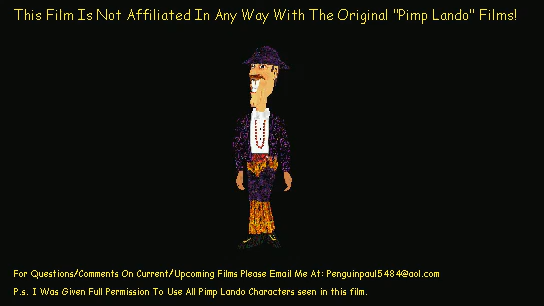 This Film Is Not Affiliated In Any Way With The Original "Pimp Lando" Films!
For Questions/Comments On Current/Upcoming Films Please Email Me At: Penguinpaul5484@aol.com
P.s. I Was Given Full Permission To Use All Pimp Lando Characters seen in this film.